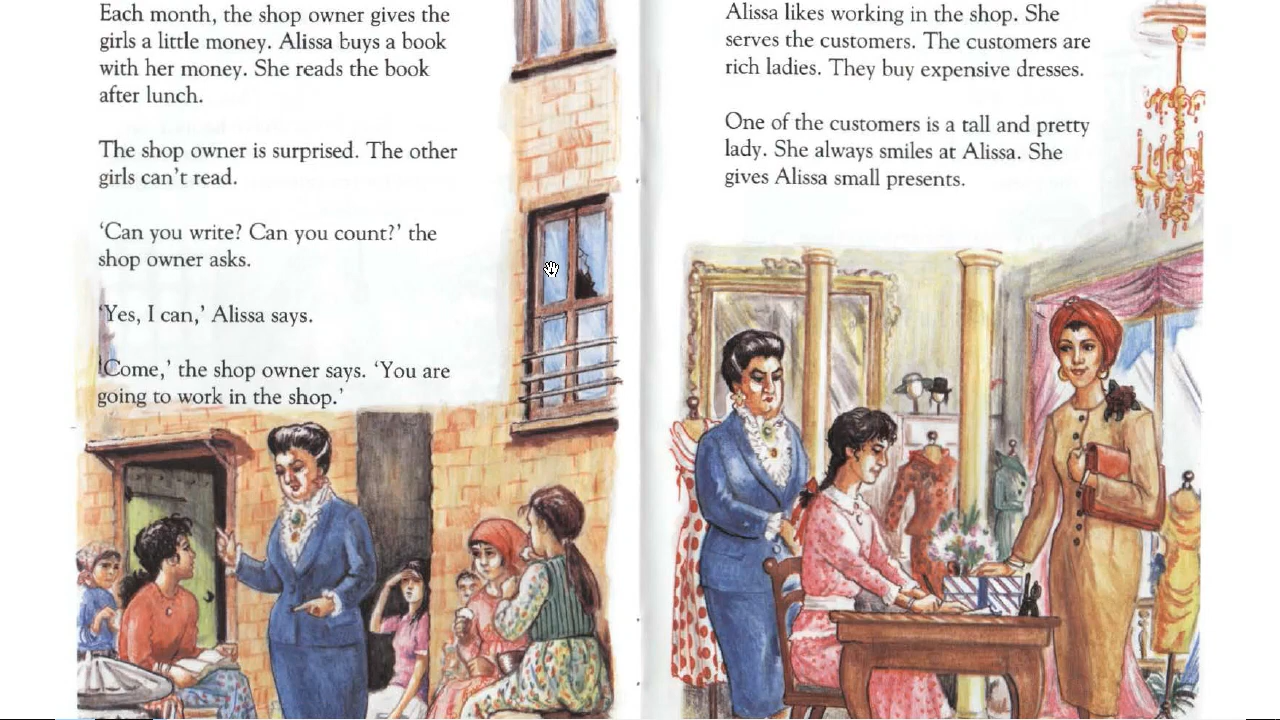 Each month, the shop owner gives the
girls a little money. Alissa buys a book
with her money. She reads the book
after lunch.
The shop owner is surprised. The other
girls can't read.
'Can you write? Can you count?' the
shop owner asks.
'Yes, I can,' Alissa says.
'Come,' the shop owner says. 'You are
going to work in the shop.'
Alissa likes working in the shop. She
serves the customers. The customers are
rich ladies. They buy expensive dresses.
One of the customers is a tall and pretty
lady. She always smiles at Alissa. She
gives Alissa small presents.